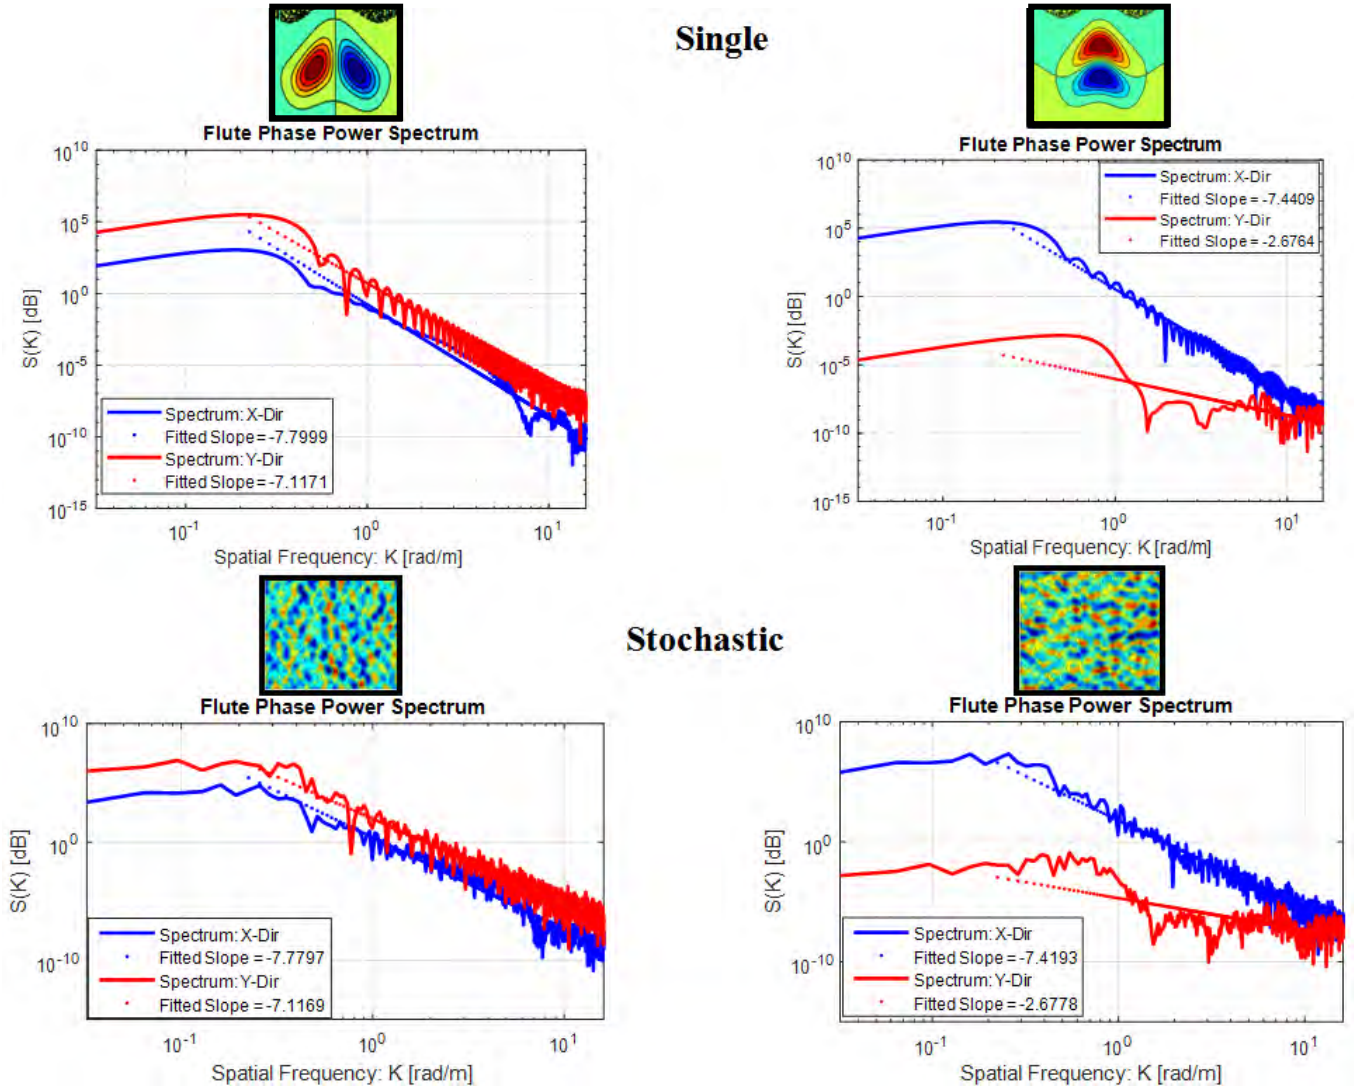 Single
Flute Phase Power Spectrum
10^10
10^5
10^0
10^-5
10^-10
10^-15
S(K) [dB]
Spectrum: X-Dir
Fitted Slope = -7.7999
Spectrum: Y-Dir
Fitted Slope = -7.1171
10^-1
10^0
10^1
Spatial Frequency: K [rad/m]
Flute Phase Power Spectrum
10^10
10^5
10^0
10^-5
10^-10
10^-15
S(K) [dB]
Spectrum: X-Dir
Fitted Slope = -7.4409
Spectrum: Y-Dir
Fitted Slope = -2.6764
10^-1
10^0
10^1
Spatial Frequency: K [rad/m]
Stochastic
Flute Phase Power Spectrum
10^10
10^0
10^-10
S(K) [dB]
Spectrum: X-Dir
Fitted Slope = -7.7797
Spectrum: Y-Dir
Fitted Slope = -7.1169
10^-1
10^0
10^1
Spatial Frequency: K [rad/m]
Flute Phase Power Spectrum
10^10
10^0
10^-10
S(K) [dB]
Spectrum: X-Dir
Fitted Slope = -7.4193
Spectrum: Y-Dir
Fitted Slope = -2.6778
10^-1
10^0
10^1
Spatial Frequency: K [rad/m]